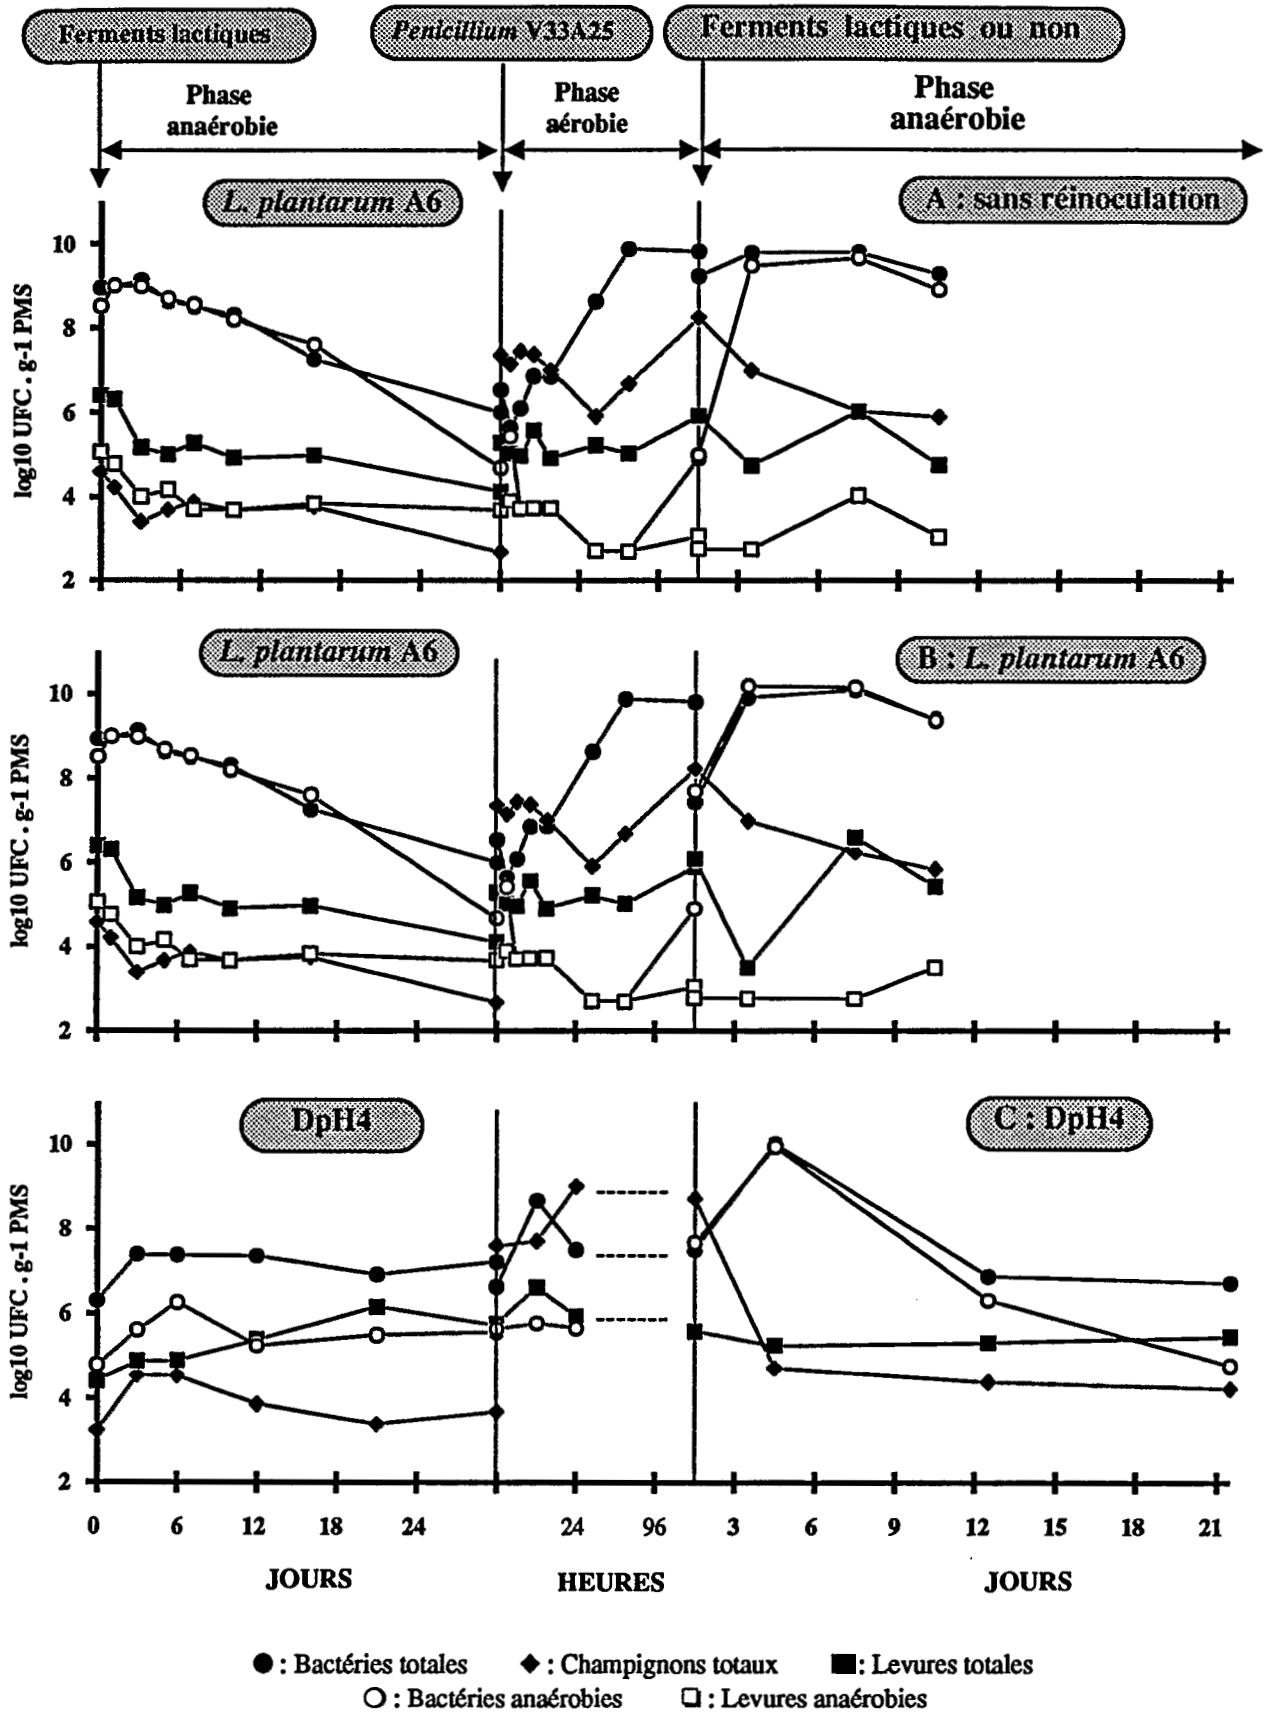 Ferments lactiques
Penicillium V33A25
Ferments lactiques ou non
Phase
anaérobie
Phase
aérobie
Phase
anaérobie
L. plantarum A6
A : sans réinoculation
log10 UFC . g-1 PMS
10
8
6
4
2
L. plantarum A6
B : L. plantarum A6
log10 UFC . g-1 PMS
10
8
6
4
2
DpH4
C : DpH4
log10 UFC . g-1 PMS
10
8
6
4
2
0 6 12 18 24 24 96 3 6 9 12 15 18 21
JOURS HEURES JOURS
: Bactéries totales : Champignons totaux : Levures totales
: Bactéries anaérobies : Levures anaérobies